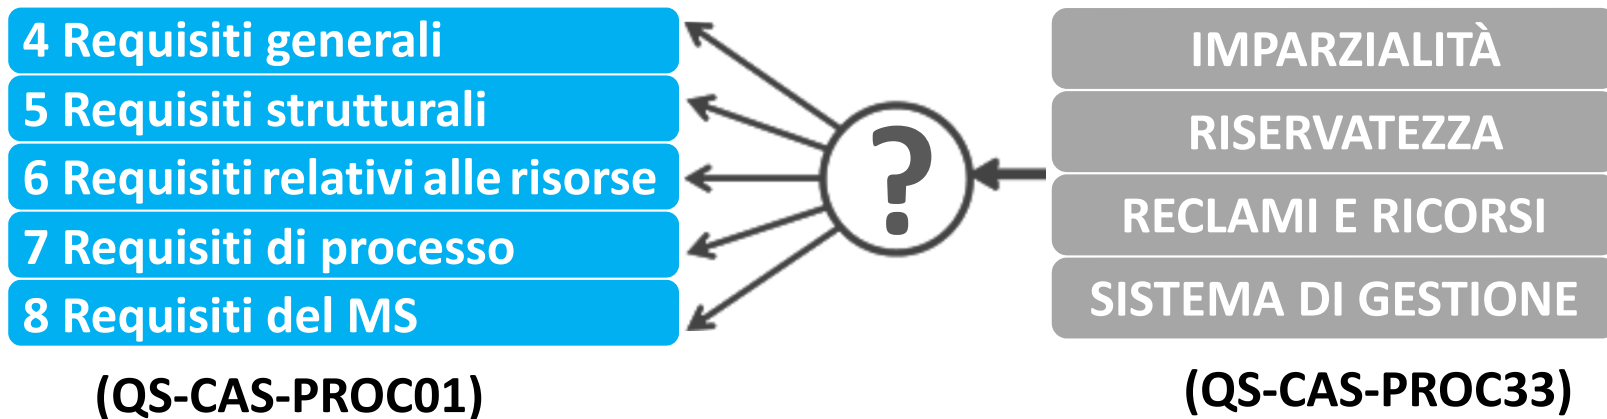 4 Requisiti generali
5 Requisiti strutturali
6 Requisiti relativi alle risorse
7 Requisiti di processo
8 Requisiti del MS
(QS-CAS-PROC01)
?
IMPARZIALITÀ
RISERVATEZZA
RECLAMI E RICORSI
SISTEMA DI GESTIONE
(QS-CAS-PROC33)